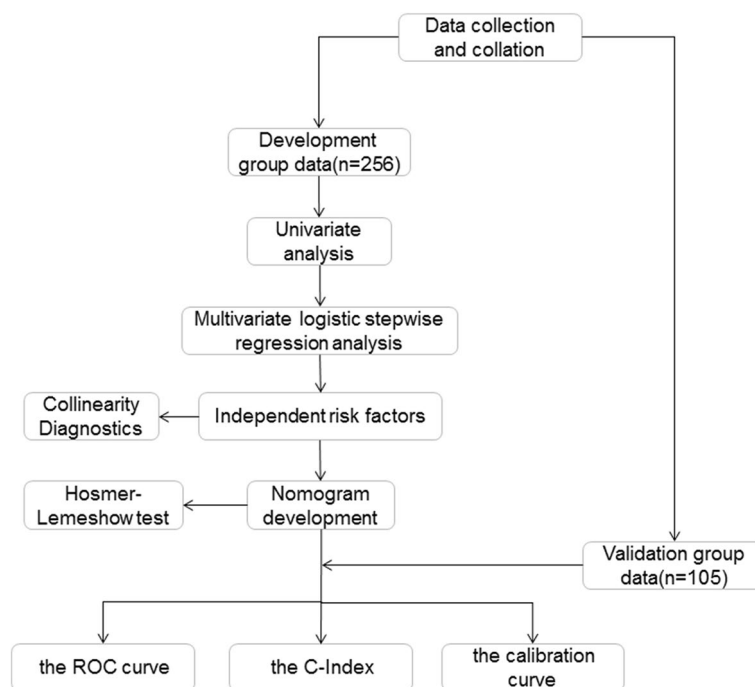 Data collection
and collation
Development
group data(n=256)
Univariate
analysis
Multivariate logistic stepwise
regression analysis
Collinearity
Diagnostics
Independent risk factors
Hosmer-
Lemeshow test
Nomogram
development
Validation group
data(n=105)
the ROC curve
the C-Index
the calibration
curve